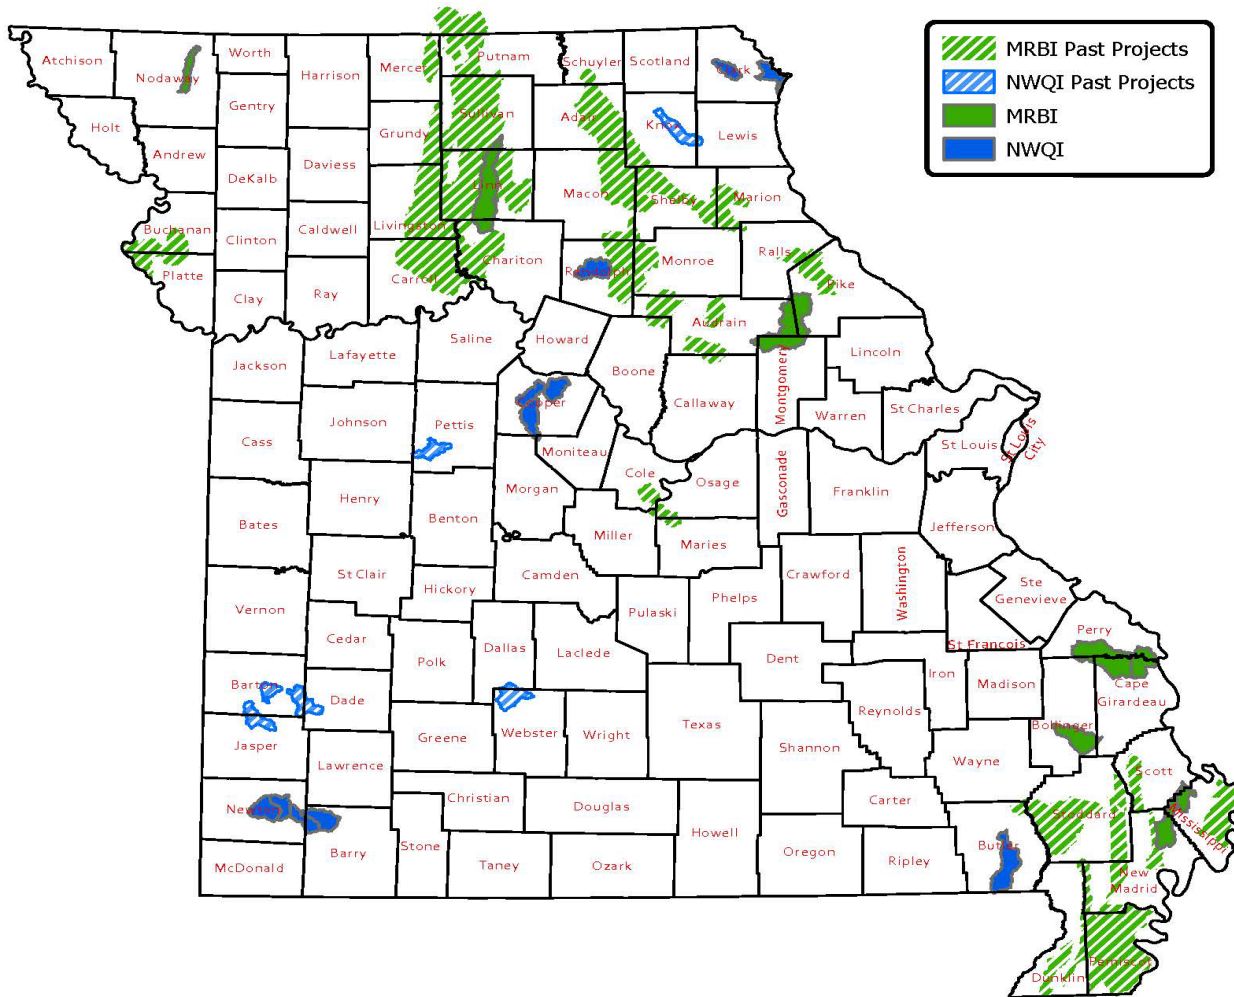 MRBI Past Projects
NWQI Past Projects
MRBI
NWQI
Atchison
Nodaway
Worth
Harrison
Mercer
Putnam
Schuyler
Scotland
Clark
Holt
Gentry
Andrew
DeKalb
Daviess
Grundy
Sullivan
Adair
Knox
Lewis
Buchanan
Clinton
Caldwell
Livingston
Linn
Macon
Shelby
Marion
Platte
Clay
Ray
Carroll
Chariton
Randolph
Monroe
Ralls
Pike
Audrain
Jackson
Lafayette
Saline
Howard
Boone
Callaway
Montgomery
Lincoln
Warren
St Charles
St Louis
St Louis
City
Cass
Johnson
Pettis
Cooper
Moniteau
Cole
Osage
Gasconade
Franklin
Jefferson
Bates
Henry
Benton
Morgan
Miller
Maries
Vernon
St Clair
Hickory
Camden
Pulaski
Phelps
Crawford
Washington
Ste
Genevieve
St Francois
Perry
Barton
Cedar
Polk
Dallas
Laclede
Dent
Iron
Madison
Cape
Girardeau
Dade
Jasper
Greene
Webster
Wright
Texas
Shannon
Reynolds
Bollinger
Wayne
Scott
Lawrence
Newton
Christian
Douglas
Howell
Carter
Stoddard
Mississippi
McDonald
Barry
Stone
Taney
Ozark
Oregon
Ripley
Butler
New
Madrid
Pemiscot
Dunklin